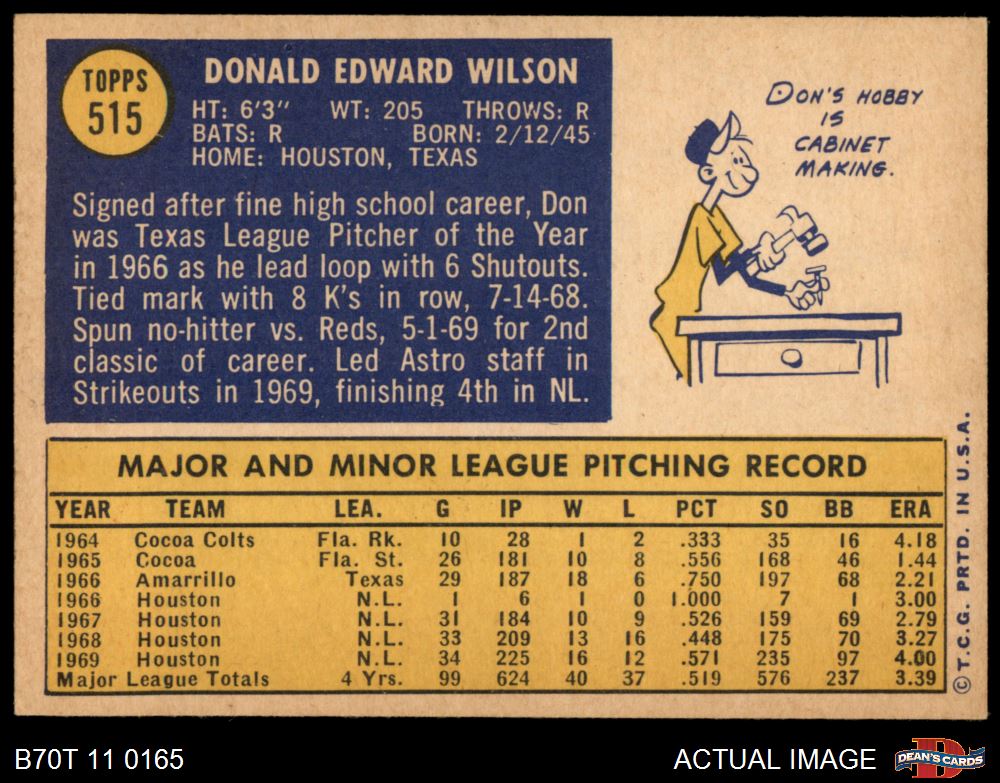 TOPPS
515
DONALD EDWARD WILSON
HT: 6'3" WT: 205 THROWS: R
BATS: R BORN: 2/12/45
HOME: HOUSTON, TEXAS
Signed after fine high school career, Don
was Texas League Pitcher of the Year
in 1966 as he lead loop with 6 Shutouts.
Tied mark with 8 K's in row, 7-14-68.
Spun no-hitter vs. Reds, 5-1-69 for 2nd
classic of career. Led Astro staff in
Strikeouts in 1969, finishing 4th in NL.
DON'S HOBBY
IS
CABINET
MAKING.
MAJOR AND MINOR LEAGUE PITCHING RECORD
YEAR TEAM LEA. G IP W L PCT SO BB ERA
1964 Cocoa Colts Fla. Rk. 10 28 1 2 .333 35 16 4.18
1965 Cocoa Fla. St. 26 181 10 8 .556 168 46 1.44
1966 Amarrillo Texas 29 187 18 6 .750 197 68 2.21
1966 Houston N.L. 1 6 1 0 1.000 7 1 3.00
1967 Houston N.L. 31 184 10 9 .526 159 69 2.79
1968 Houston N.L. 33 209 13 16 .448 175 70 3.27
1969 Houston N.L. 34 225 16 12 .571 235 97 4.00
Major League Totals 4 Yrs. 99 624 40 37 .519 576 237 3.39
©T.C.G. PRTD. IN U.S.A.
B70T 11 0165
ACTUAL IMAGE
D
DEAN'S CARDS